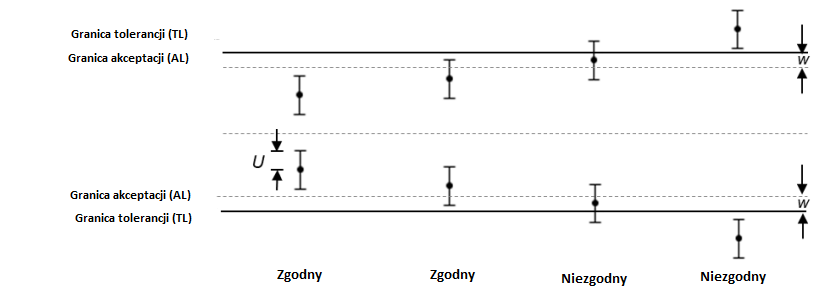 Granica tolerancji (TL)
Granica akceptacji (AL)
w
U
Granica akceptacji (AL)
w
Granica tolerancji (TL)
Zgodny
Zgodny
Niezgodny
Niezgodny